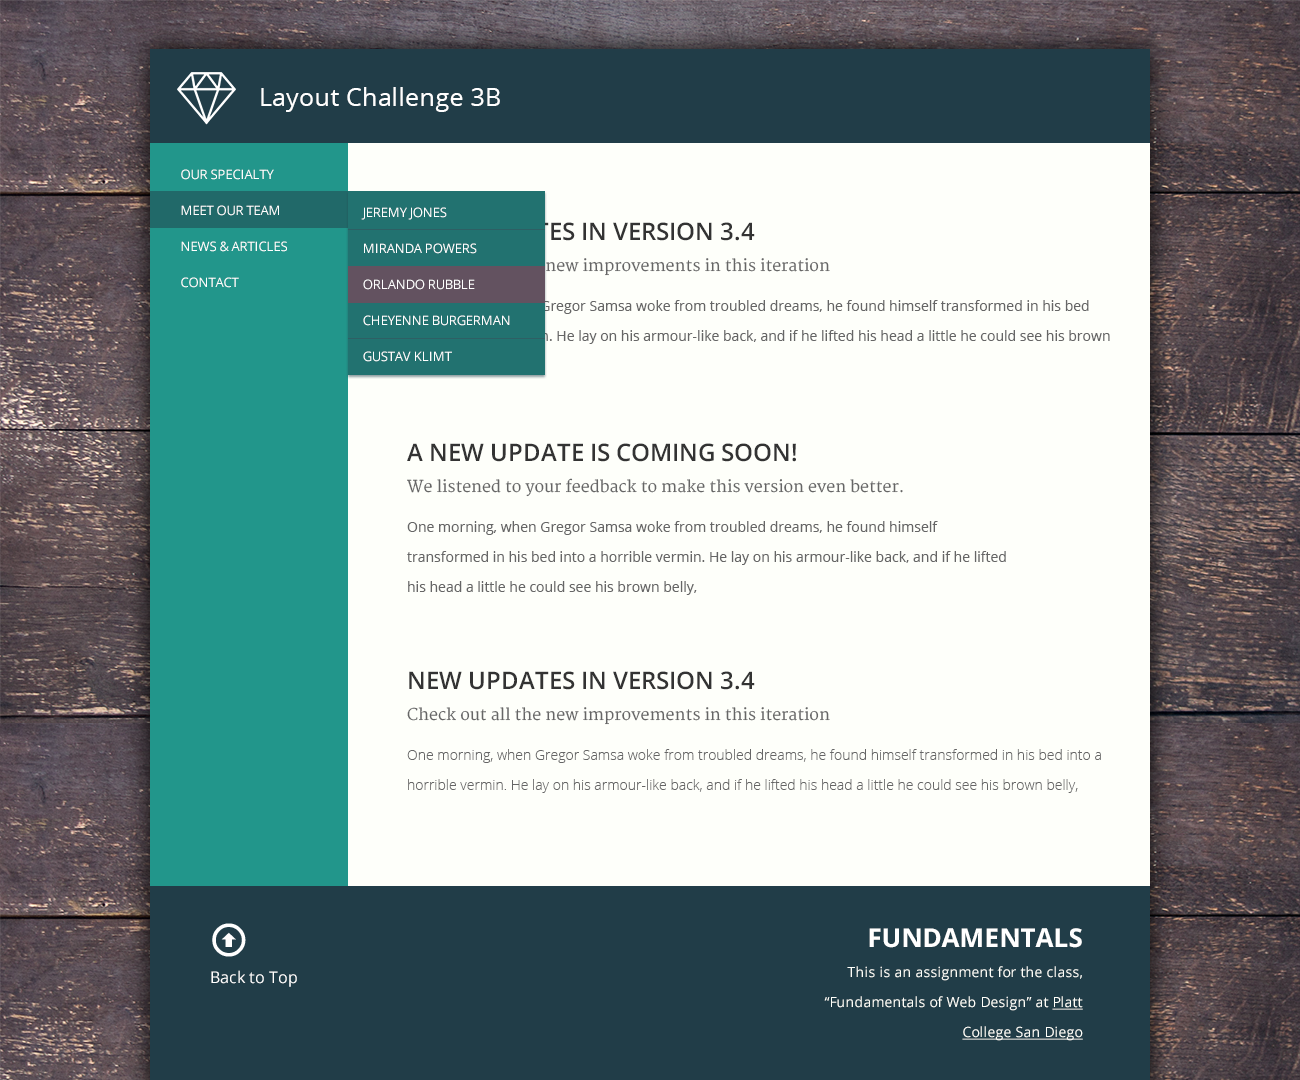 Layout Challenge 3B
OUR SPECIALTY
MEET OUR TEAM
NEWS & ARTICLES
CONTACT
JEREMY JONES
MIRANDA POWERS
ORLANDO RUBBLE
CHEYENNE BURGERMAN
GUSTAV KLIMT
IN VERSION 3.4
new improvements in this iteration
Gregor Samsa woke from troubled dreams, he found himself transformed in his bed
He lay on his armour-like back, and if he lifted his head a little he could see his brown
A NEW UPDATE IS COMING SOON!
We listened to your feedback to make this version even better.
One morning, when Gregor Samsa woke from troubled dreams, he found himself
transformed in his bed into a horrible vermin. He lay on his armour-like back, and if he lifted
his head a little he could see his brown belly,
NEW UPDATES IN VERSION 3.4
Check out all the new improvements in this iteration
One morning, when Gregor Samsa woke from troubled dreams, he found himself transformed in his bed into a
horrible vermin. He lay on his armour-like back, and if he lifted his head a little he could see his brown belly,
Back to Top
FUNDAMENTALS
This is an assignment for the class,
“Fundamentals of Web Design” at Platt
College San Diego